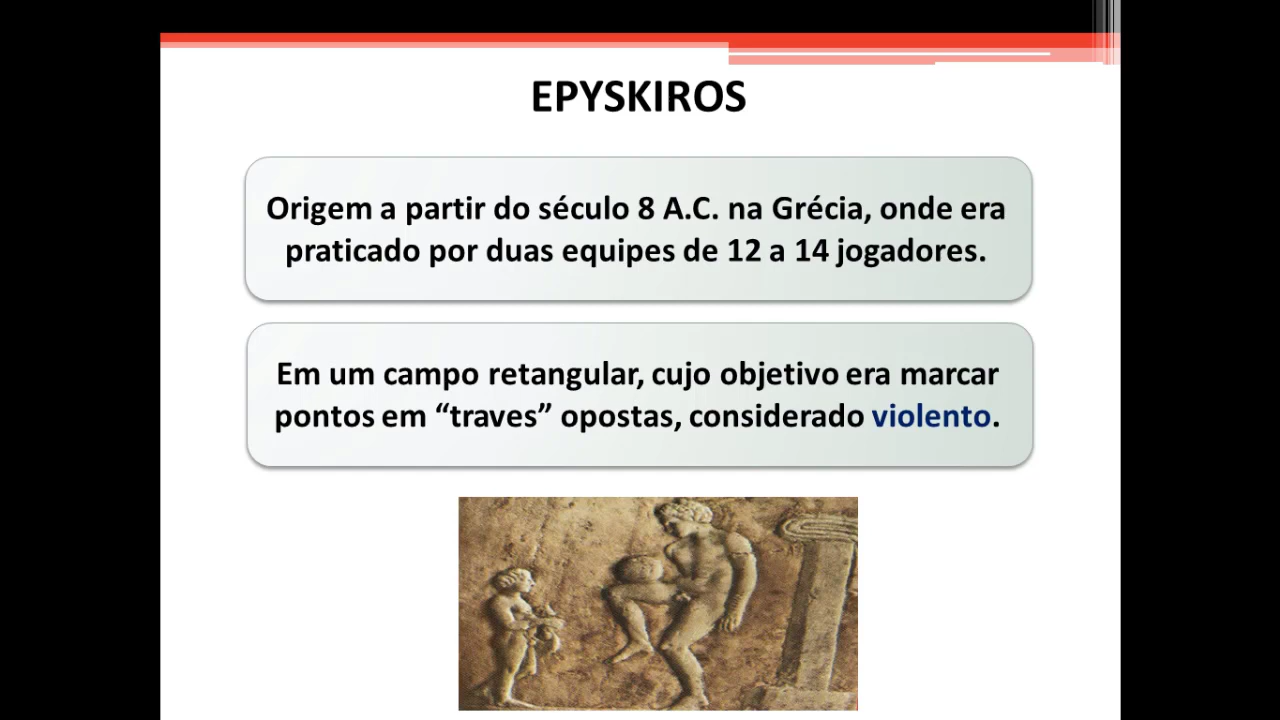 EPYSKIROS
Origem a partir do século 8 A.C. na Grécia, onde era
praticado por duas equipes de 12 a 14 jogadores.
Em um campo retangular, cujo objetivo era marcar
pontos em “traves” opostas, considerado violento.